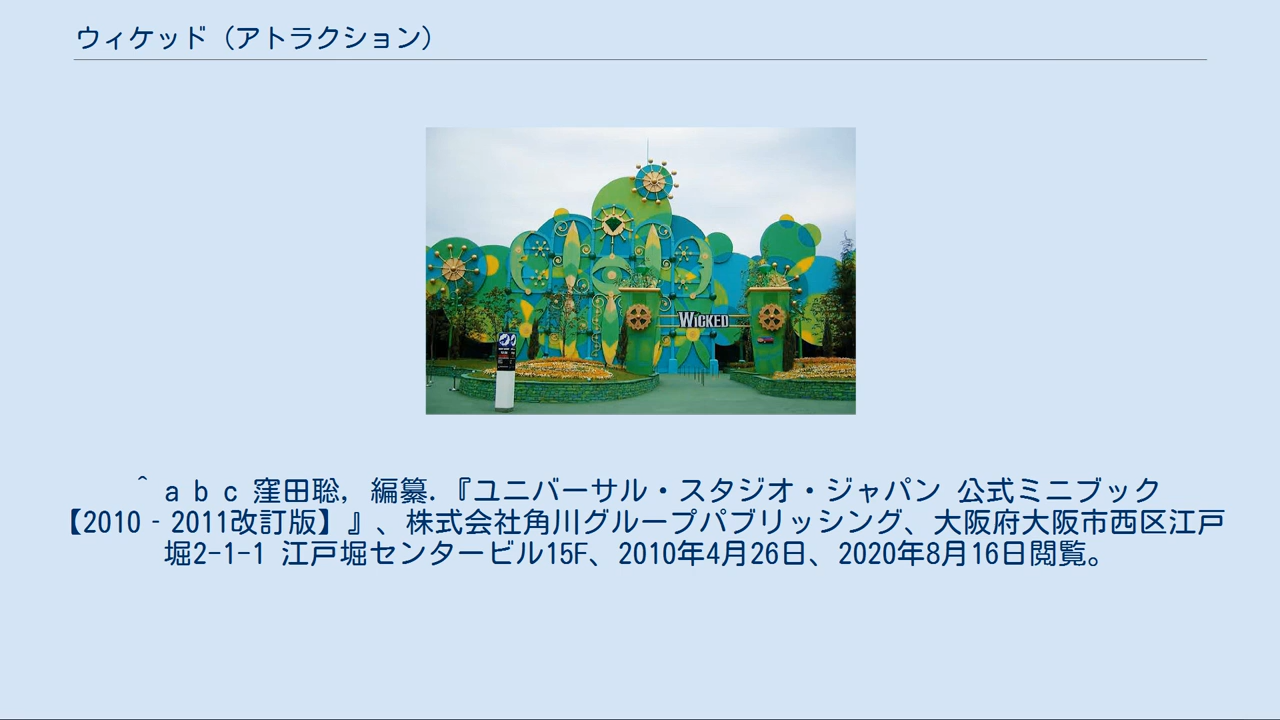 ウィケッド（アトラクション）
WICKED
^ a b c 窪田聡, 編纂.『ユニバーサル・スタジオ・ジャパン 公式ミニブック
【2010‐2011改訂版】』、株式会社角川グループパブリッシング、大阪府大阪市西区江戸
堀2-1-1 江戸堀センタービル15F、2010年4月26日、2020年8月16日閲覧。